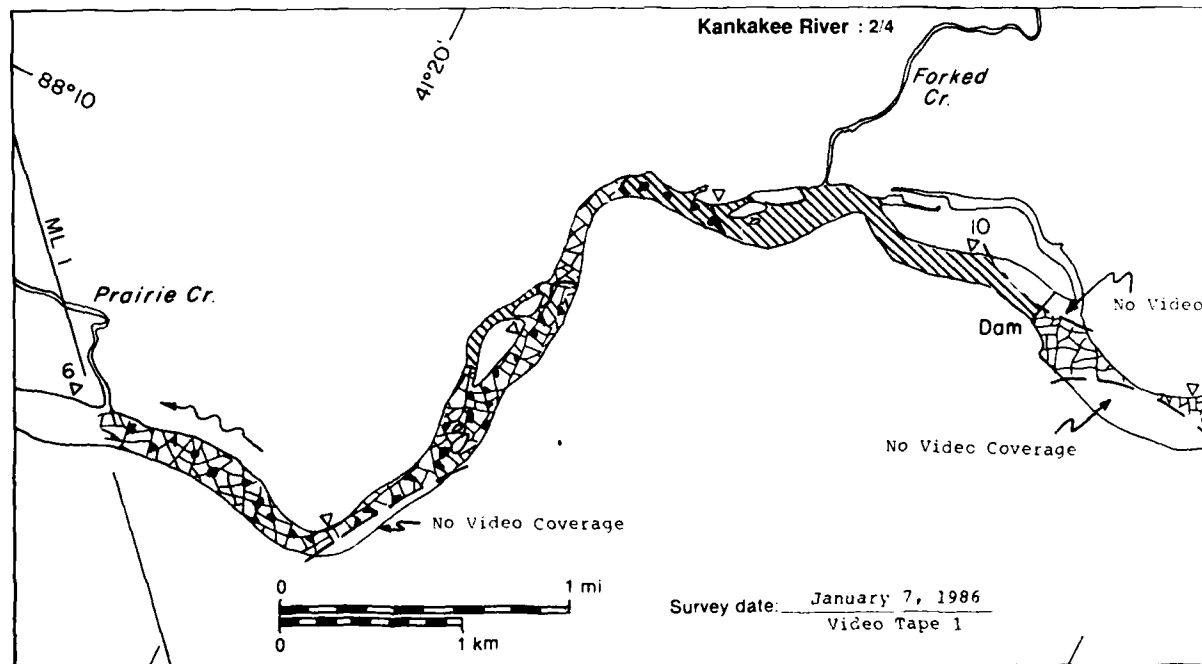 Kankakee River : 2/4
88°10
41°20'
Forked
Cr.
ML 1
Prairie Cr.
10
6
No Video
Dam
No Videc Coverage
No Video Coverage
0
1 mi
0
1 km
Survey date: January 7, 1986
Video Tape 1